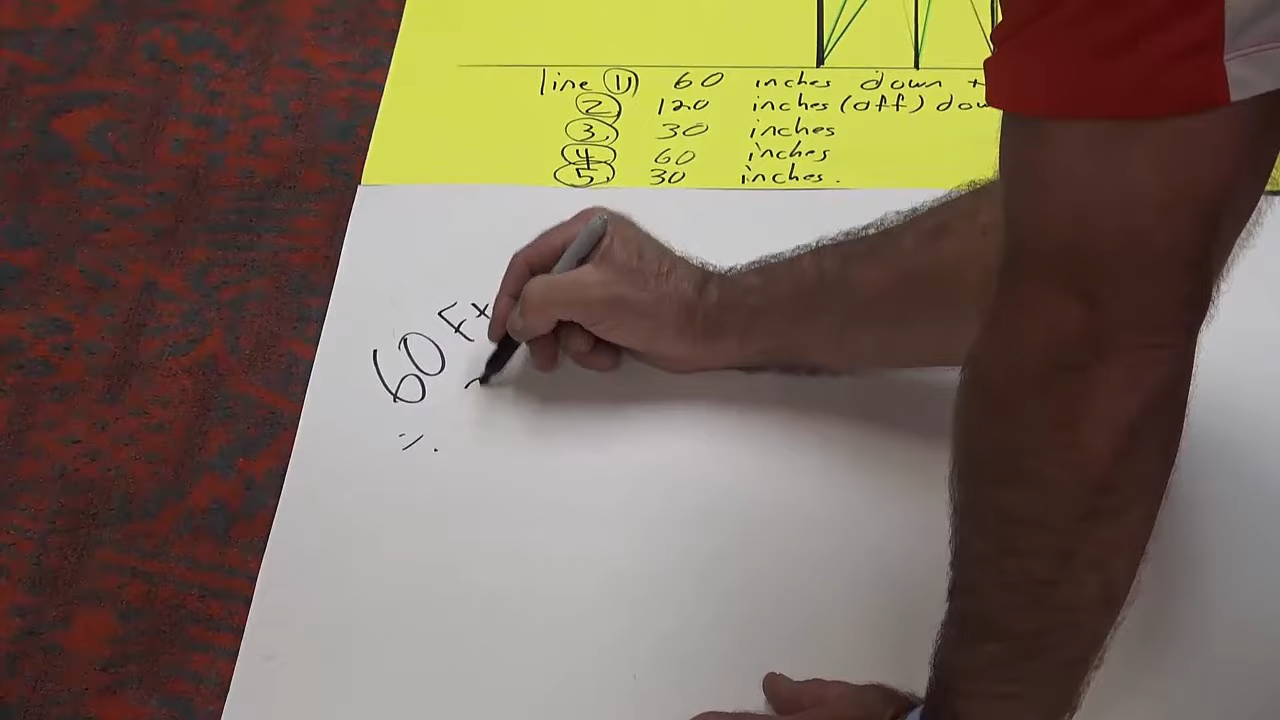 line 1) 60 inches down +
2) 120 inches (off)
3. 30 inches
4 60 inches
5. 30 inches.
60 Ft